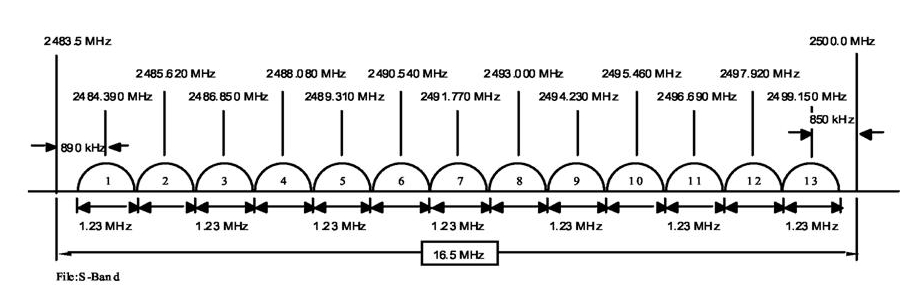 2483.5 MHz 2500.0 MHz
2485.620 MHz 2488.080 MHz 2490.540 MHz 2493.000 MHz 2495.460 MHz 2497.920 MHz
2484.390 MHz 2486.850 MHz 2489.310 MHz 2491.770 MHz 2494.230 MHz 2496.690 MHz 2499.150 MHz
850 kHz
890 kHz
1 2 3 4 5 6 7 8 9 10 11 12 13
1.23 MHz 1.23 MHz 1.23 MHz 1.23 MHz 1.23 MHz 1.23 MHz 1.23 MHz
16.5 MHz
File:S-Band